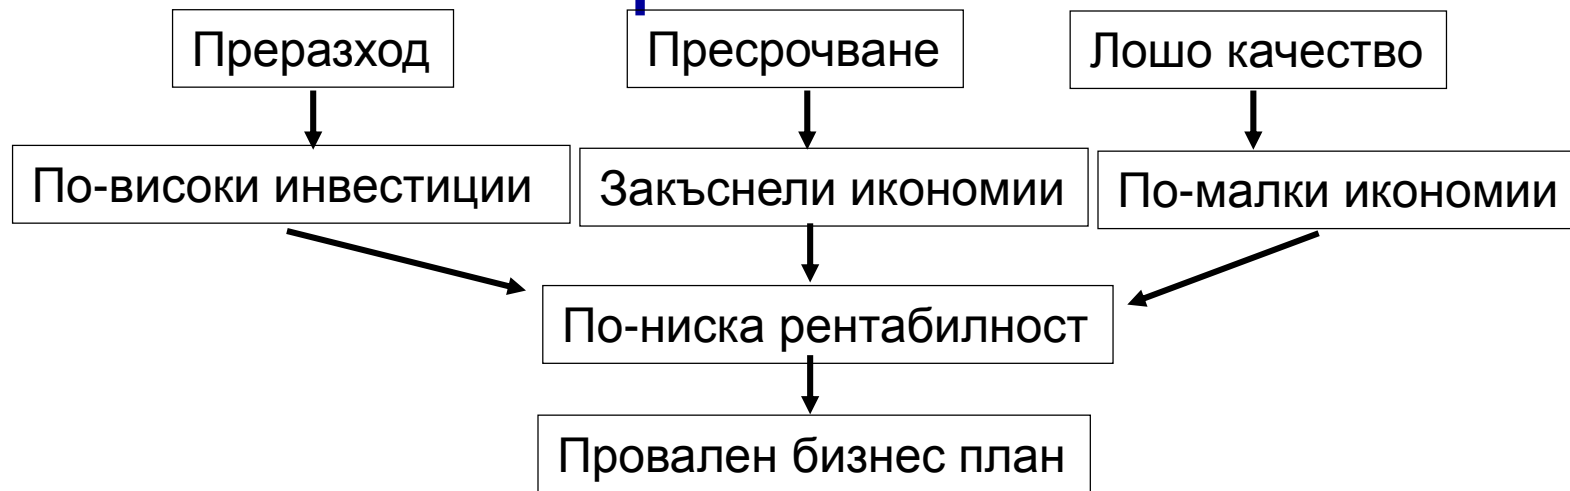 Преразход
Пресрочване
Лошо качество
По-високи инвестиции
Закъснели икономии
По-малки икономии
По-ниска рентабилност
Провален бизнес план